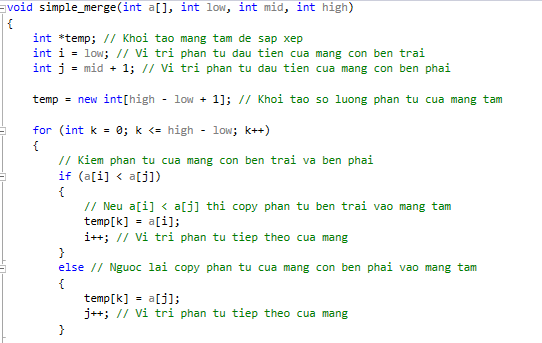 void simple_merge(int a[], int low, int mid, int high)
{
int *temp; // Khoi tao mang tam de sap xep
int i = low; // Vi tri phan tu dau tien cua mang con ben trai
int j = mid + 1; // Vi tri phan tu dau tien cua mang con ben phai
temp = new int[high - low + 1]; // Khoi tao so luong phan tu cua mang tam
for (int k = 0; k <= high - low; k++)
{
// Kiem phan tu cua mang con ben trai va ben phai
if (a[i] < a[j])
{
// Neu a[i] < a[j] thi copy phan tu ben trai vao mang tam
temp[k] = a[i];
i++; // Vi tri phan tu tiep theo cua mang
}
else // Nguoc lai copy phan tu cua mang con ben phai vao mang tam
{
temp[k] = a[j];
j++; // Vi tri phan tu tiep theo cua mang
}